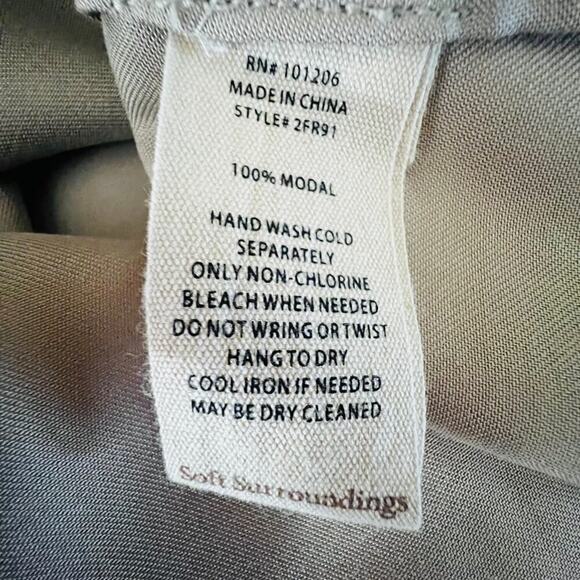 RN# 101206
MADE IN CHINA
STYLE# 2FR91
100% MODAL
HAND WASH COLD
SEPARATELY
ONLY NON-CHLORINE
BLEACH WHEN NEEDED
DO NOT WRING OR TWIST
HANG TO DRY
COOL IRON IF NEEDED
MAY BE DRY CLEANED
Soft Surroundings